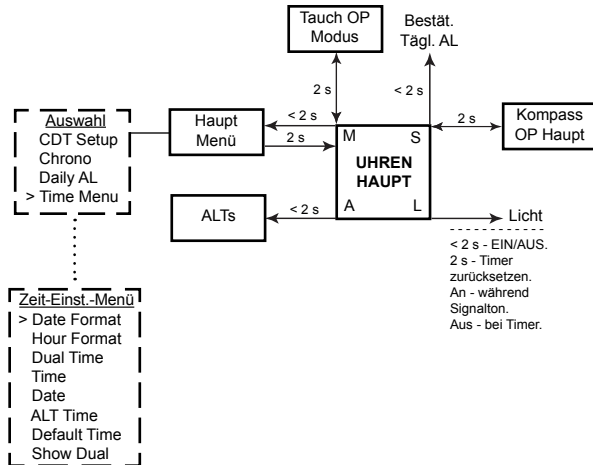 Tauch OP
Modus
Bestät.
Tägl. AL
2 s
< 2 s
Auswahl
CDT Setup
Chrono
Daily AL
> Time Menu
Haupt
Menü
< 2 s
2 s
M
S
UHREN
HAUPT
A
L
2 s
Kompass
OP Haupt
ALTs
< 2 s
Licht
< 2 s - EIN/AUS.
2 s - Timer
zurücksetzen.
An - während
Signalton.
Aus - bei Timer.
Zeit-Einst.-Menü
> Date Format
Hour Format
Dual Time
Time
Date
ALT Time
Default Time
Show Dual